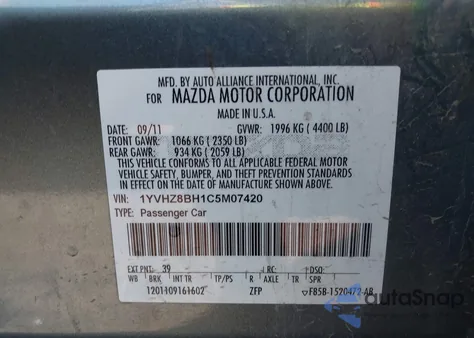 MFD. BY AUTO ALLIANCE INTERNATIONAL, INC.
FOR MAZDA MOTOR CORPORATION
MADE IN U.S.A.
DATE: 09/11 GVWR: 1996 KG ( 4400 LB)
FRONT GAWR: 1066 KG ( 2350 LB)
REAR GAWR: 934 KG ( 2059 LB)
THIS VEHICLE CONFORMS TO ALL APPLICABLE FEDERAL MOTOR
VEHICLE SAFETY, BUMPER, AND THEFT PREVENTION STANDARDS
IN EFFECT ON THE DATE OF MANUFACTURE SHOWN ABOVE.
VIN: 1YVHZ8BH1C5M07420
TYPE: Passenger Car
EXT PNT: 39 RC: DSO:
WB BRK INT TR TP/PS R AXLE TR SPR
1201109161602 ZFP F85B-1520472-AB
autoSnap